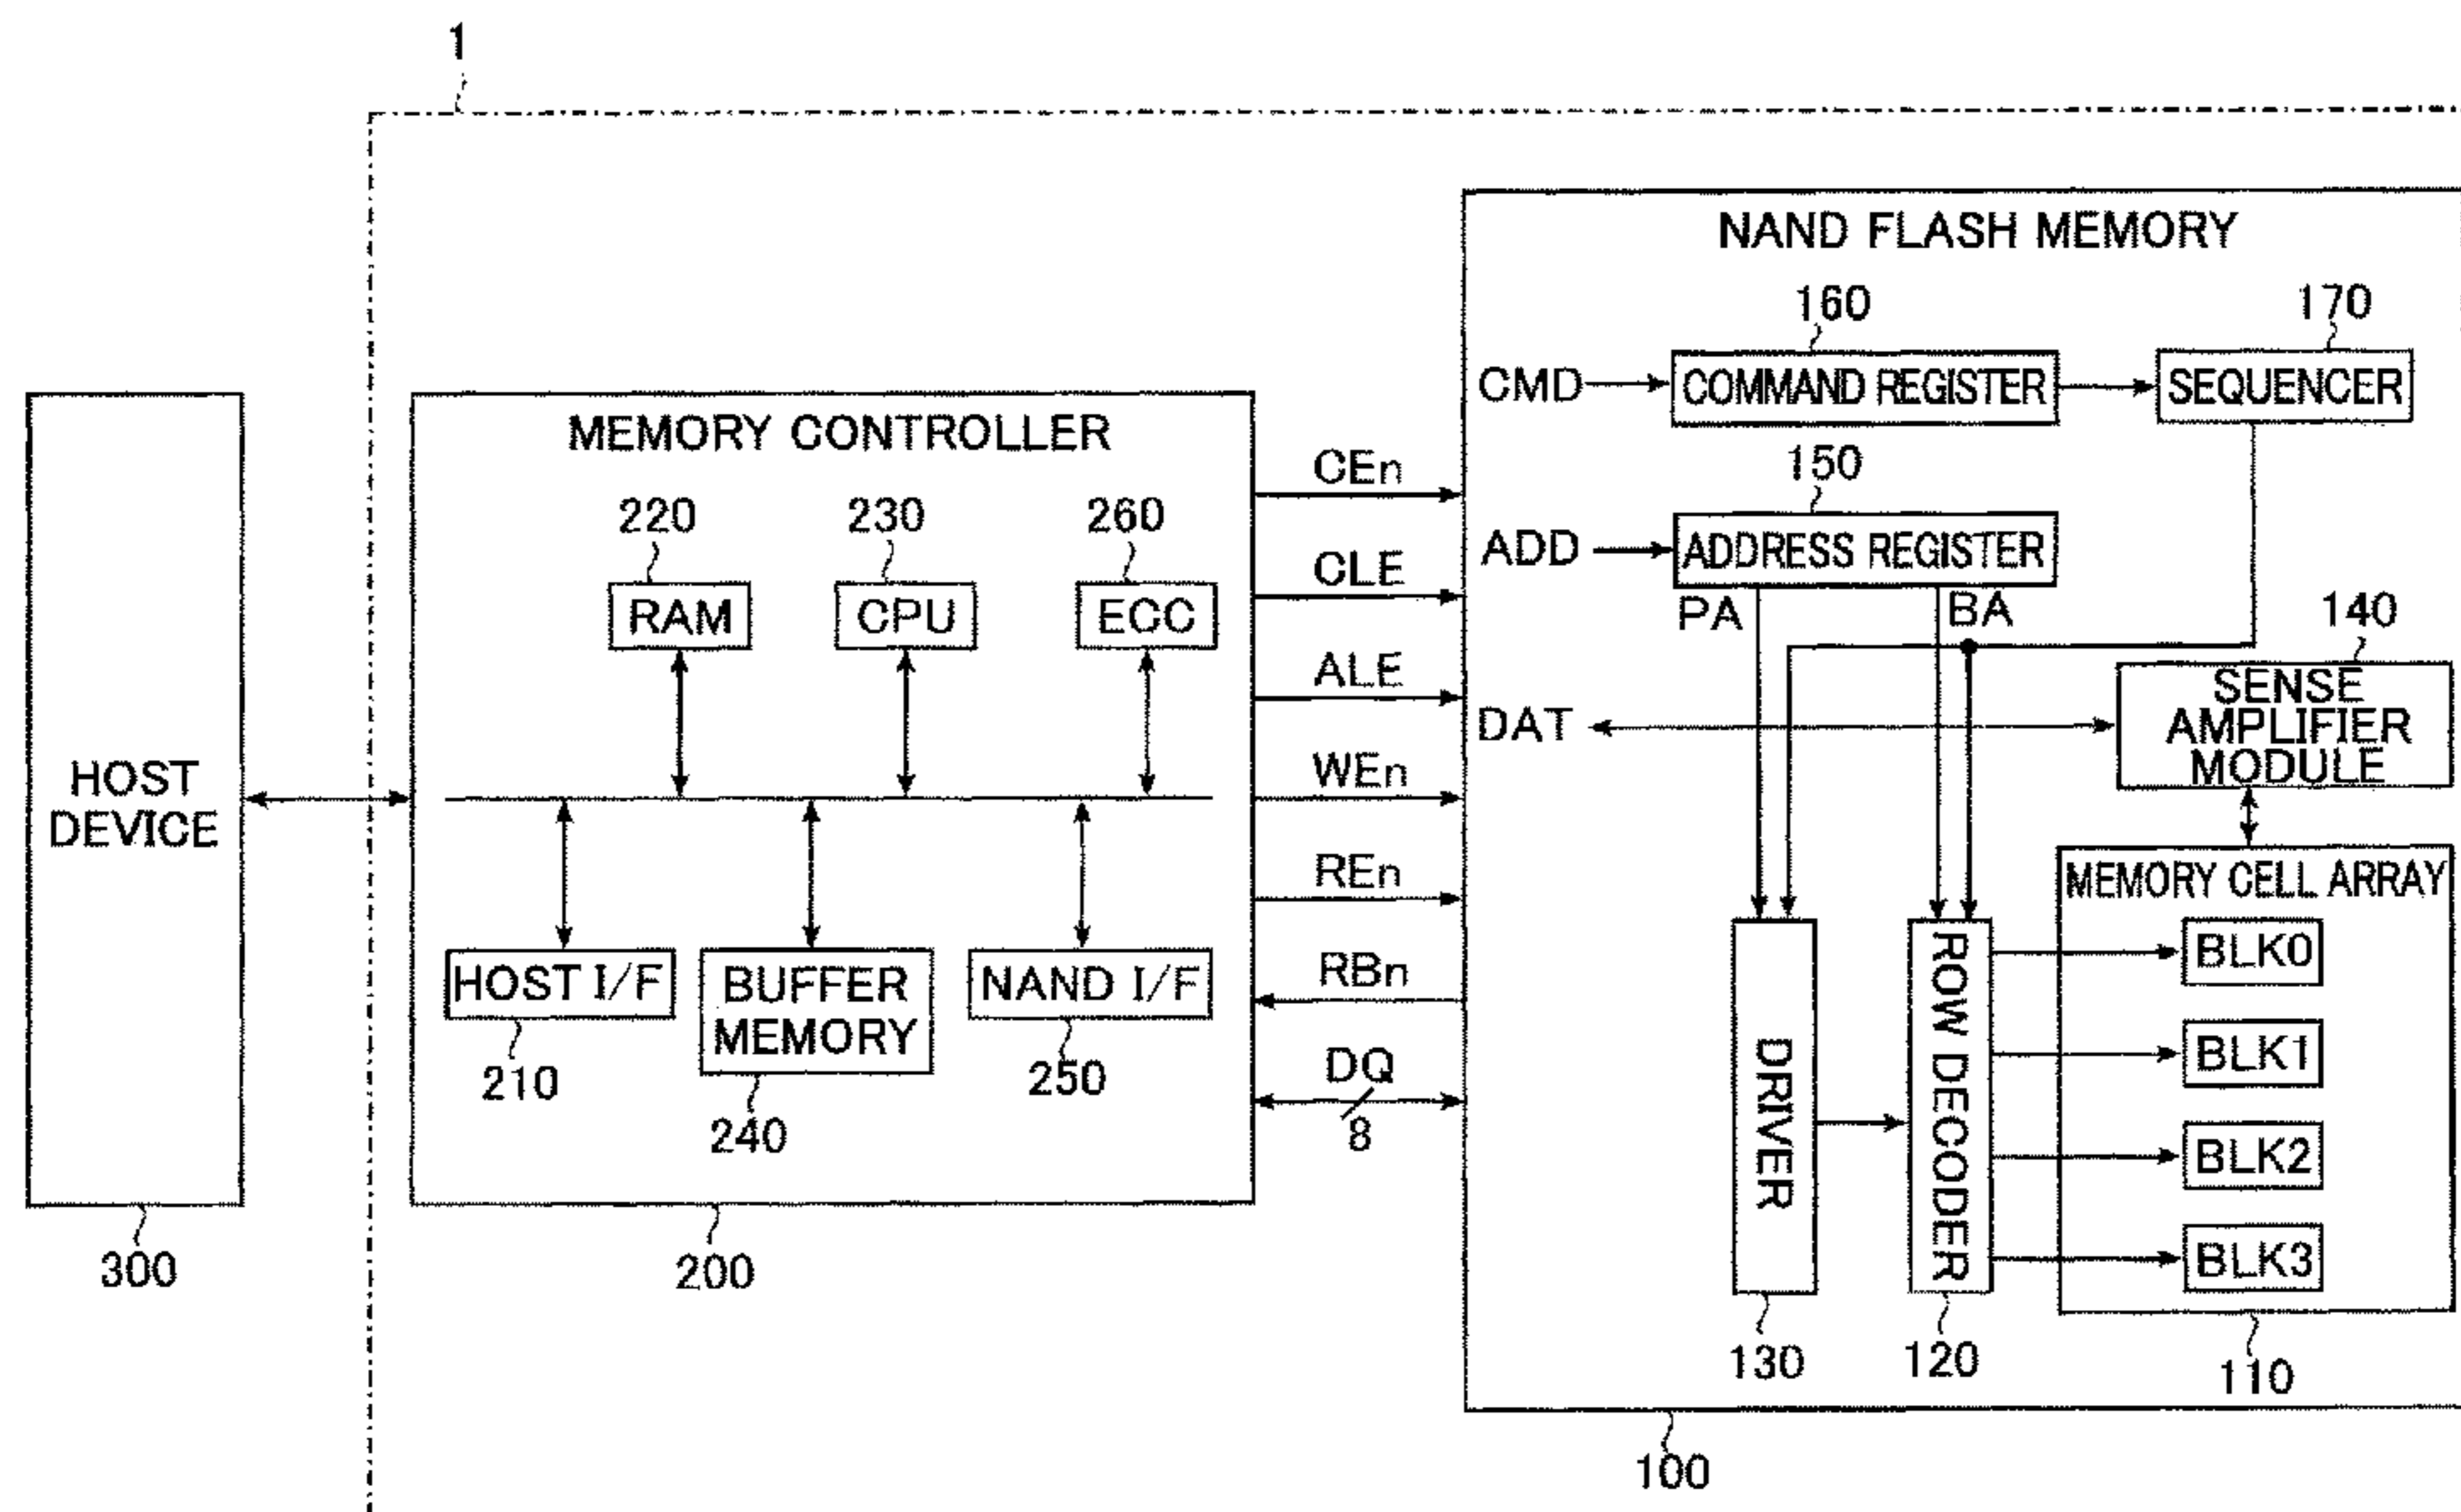 1
NAND FLASH MEMORY
160
170
CMD
COMMAND REGISTER
SEQUENCER
MEMORY CONTROLLER
150
CEn
220
230
260
ADD
ADDRESS REGISTER
CLE
RAM
CPU
ECC
PA
BA
140
ALE
SENSE
AMPLIFIER
MODULE
DAT
HOST
DEVICE
WEn
REn
MEMORY CELL ARRAY
HOST I/F
BUFFER
MEMORY
NAND I/F
RBn
BLK0
210
240
250
DQ
8
DRIVER
ROW DECODER
BLK1
BLK2
BLK3
300
200
130
120
110
100